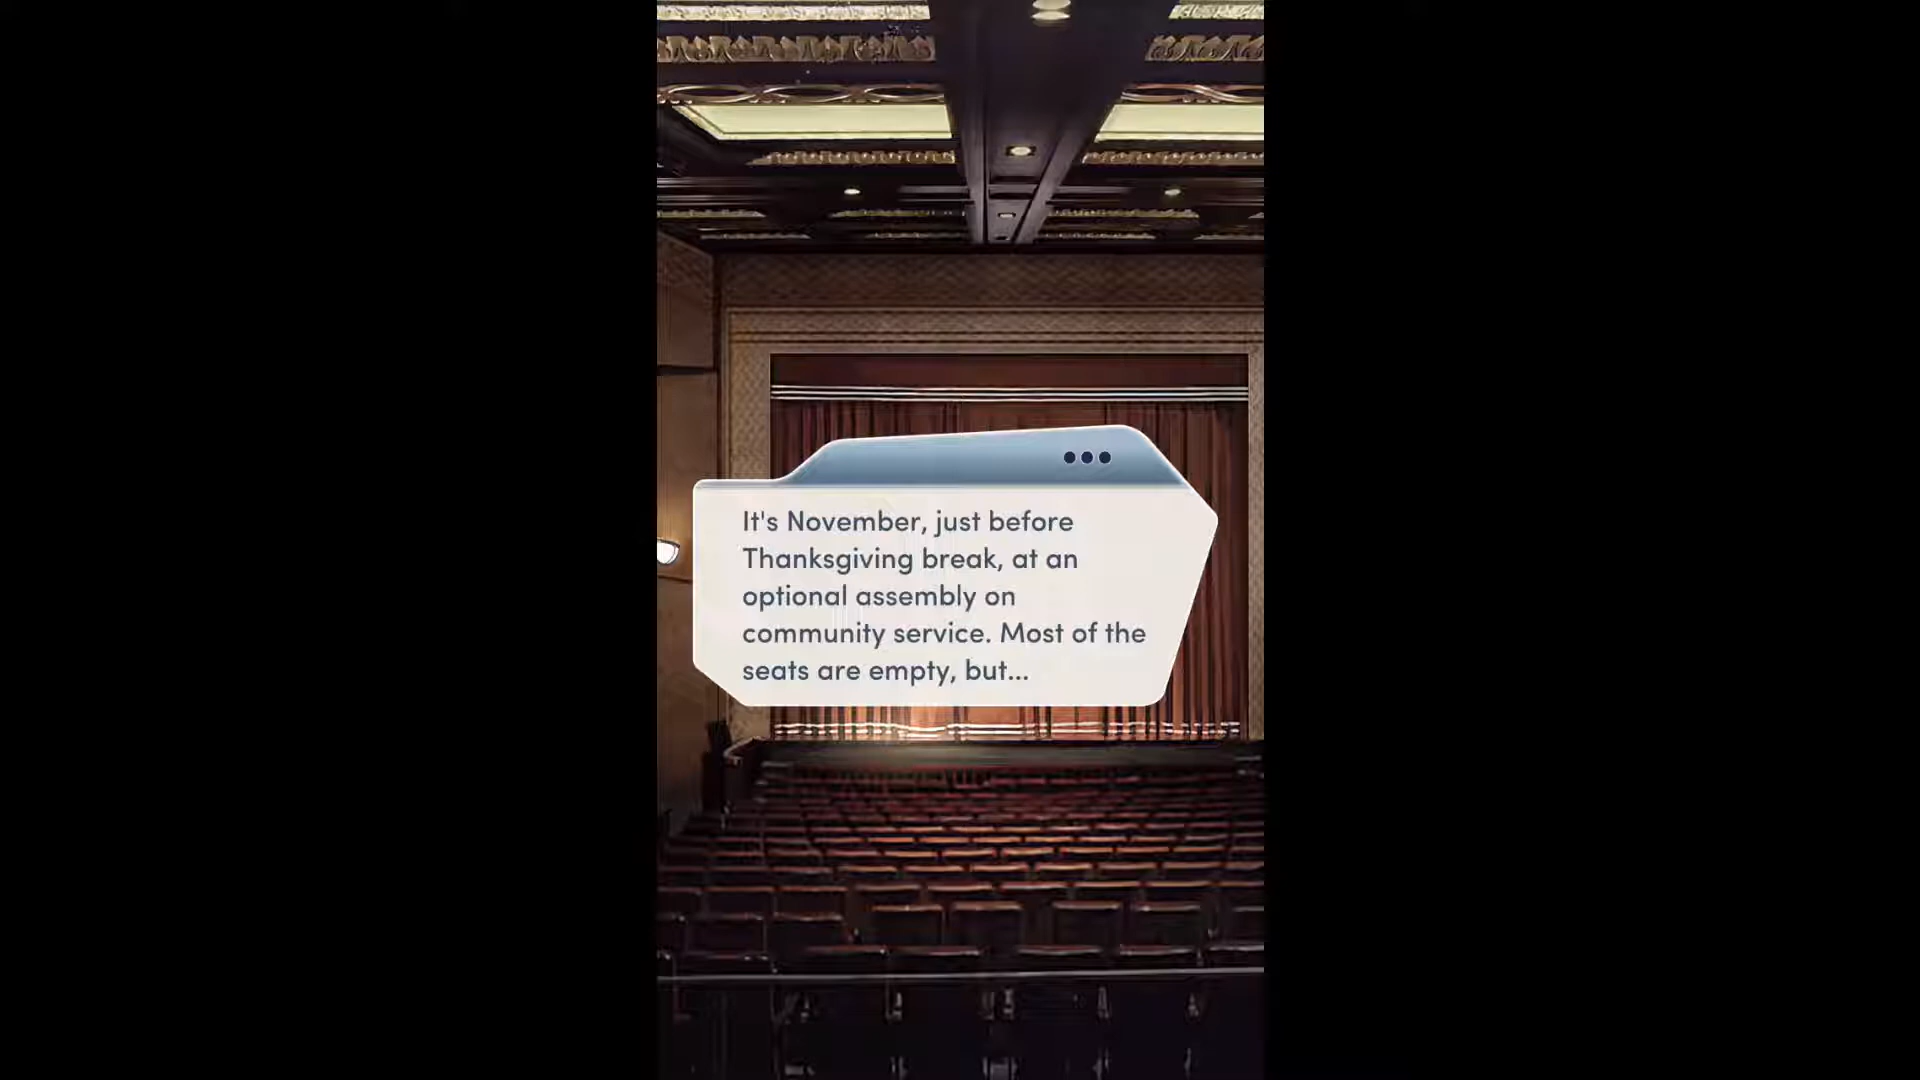 It's November, just before
Thanksgiving break, at an
optional assembly on
community service. Most of the
seats are empty, but...